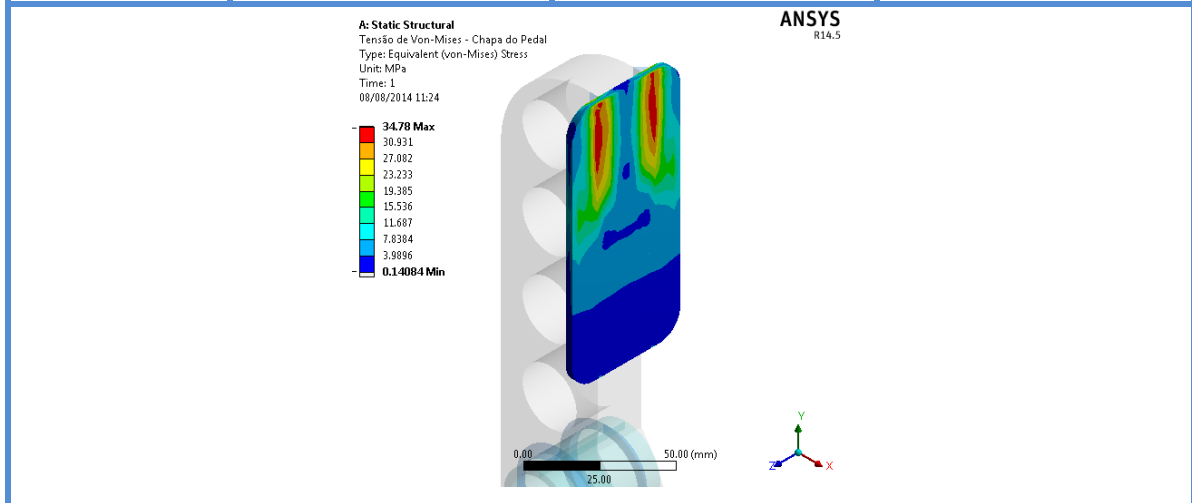 A: Static Structural
Tensão de Von-Mises - Chapa do Pedal
Type: Equivalent (von-Mises) Stress
Unit: MPa
Time: 1
08/08/2014 11:24
ANSYS
R14.5
34.78 Max
30.931
27.082
23.233
19.385
15.536
11.687
7.8384
3.9896
0.14084 Min
0.00
50.00 (mm)
25.00
Y
Z
X